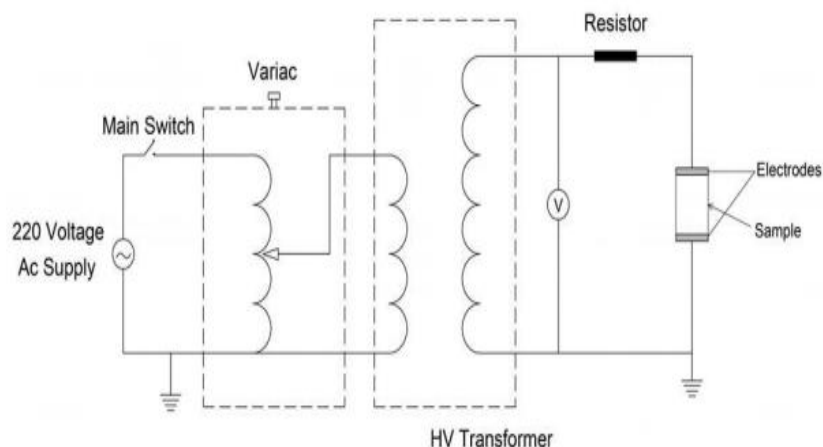 Resistor
Variac
Main Switch
Electrodes
V
Sample
220 Voltage
Ac Supply
HV Transformer